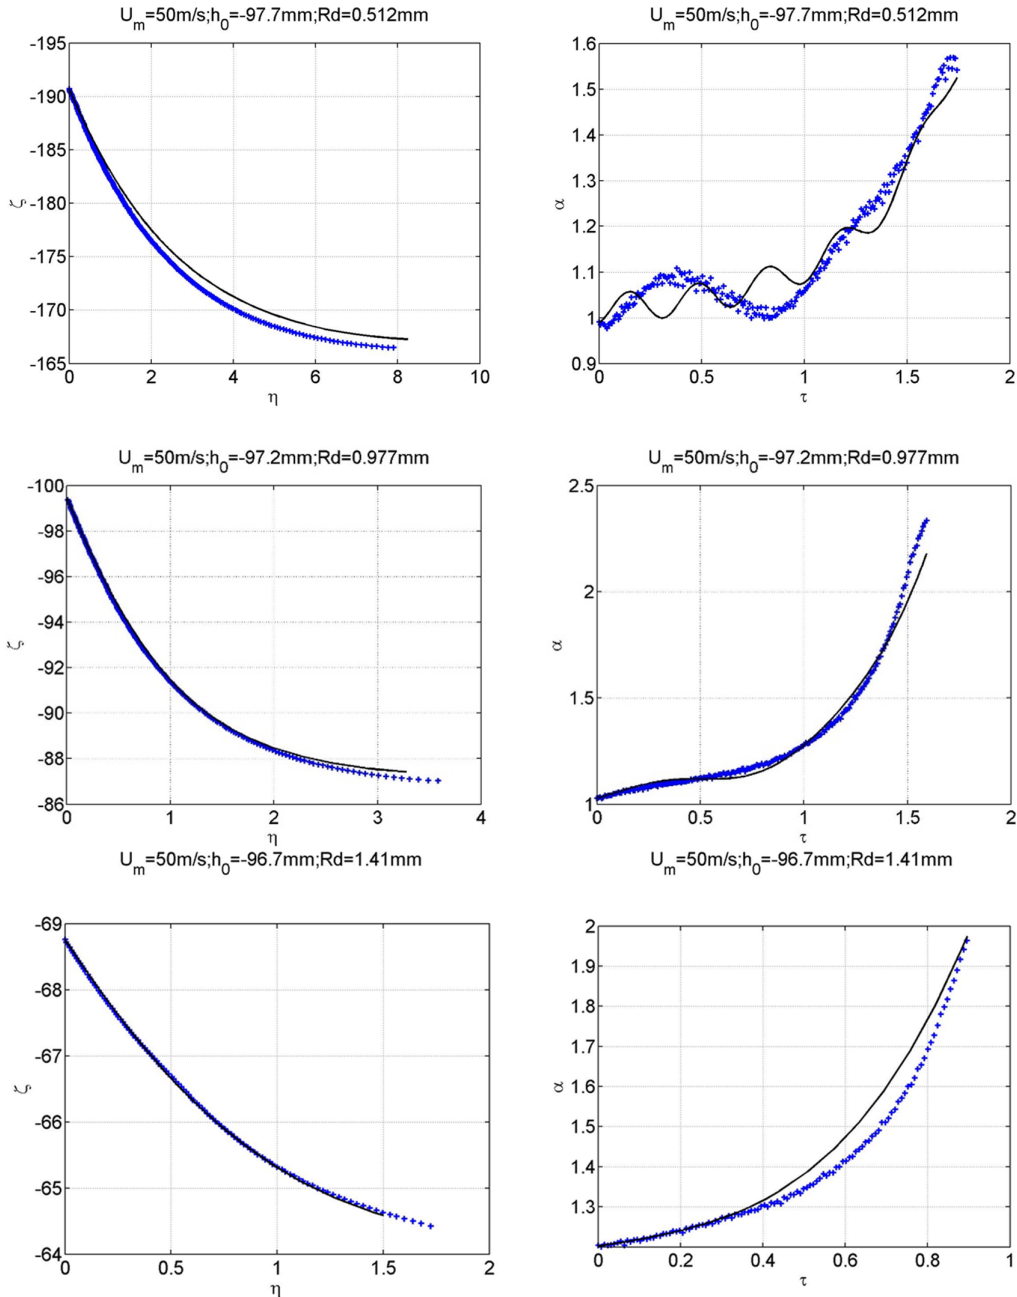 U_m=50m/s;h_0=-97.7mm;Rd=0.512mm
-195
-190
-185
-180
-175
-170
-165
ζ
0 2 4 6 8 10
η
U_m=50m/s;h_0=-97.7mm;Rd=0.512mm
1.6
1.5
1.4
1.3
1.2
1.1
1
0.9
α
0 0.5 1 1.5 2
τ
U_m=50m/s;h_0=-97.2mm;Rd=0.977mm
-100
-98
-96
-94
-92
-90
-88
-86
ζ
0 1 2 3 4
η
U_m=50m/s;h_0=-97.2mm;Rd=0.977mm
2.5
2
1.5
1
α
0 0.5 1 1.5 2
τ
U_m=50m/s;h_0=-96.7mm;Rd=1.41mm
-69
-68
-67
-66
-65
-64
ζ
0 0.5 1 1.5 2
η
U_m=50m/s;h_0=-96.7mm;Rd=1.41mm
2
1.9
1.8
1.7
1.6
1.5
1.4
1.3
α
0 0.2 0.4 0.6 0.8 1
τ